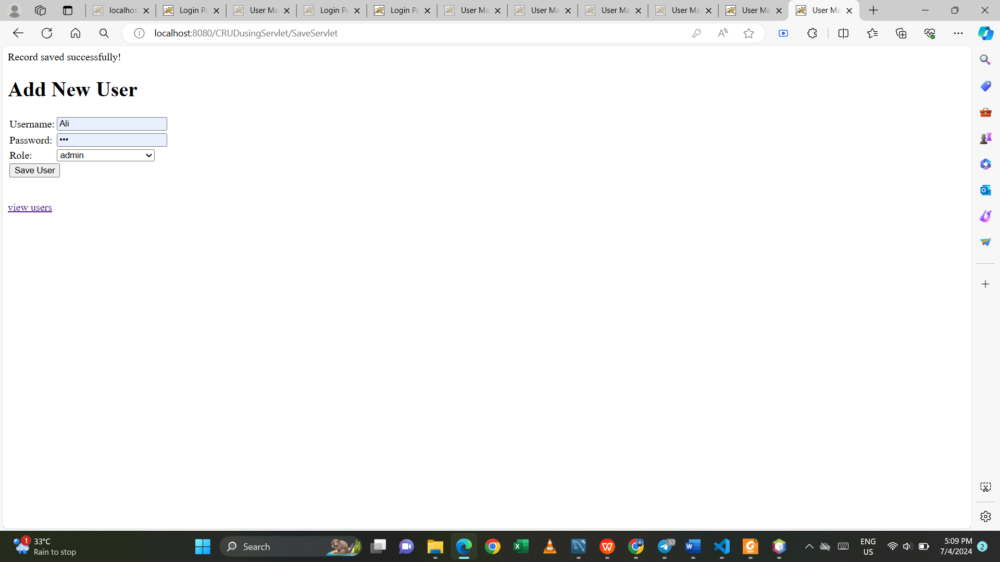 localhos
Login Pa
User Ma
Login Pa
Login Pa
User Ma
User Ma
User Ma
User Ma
User Ma
User Ma
localhost:8080/CRUDusingServlet/SaveServlet
Record saved successfully!
Add New User
Username: Ali
Password: •••
Role: admin
Save User
view users
1
33°C
Rain to stop
Search
57
ENG
US
5:09 PM
7/4/2024
2